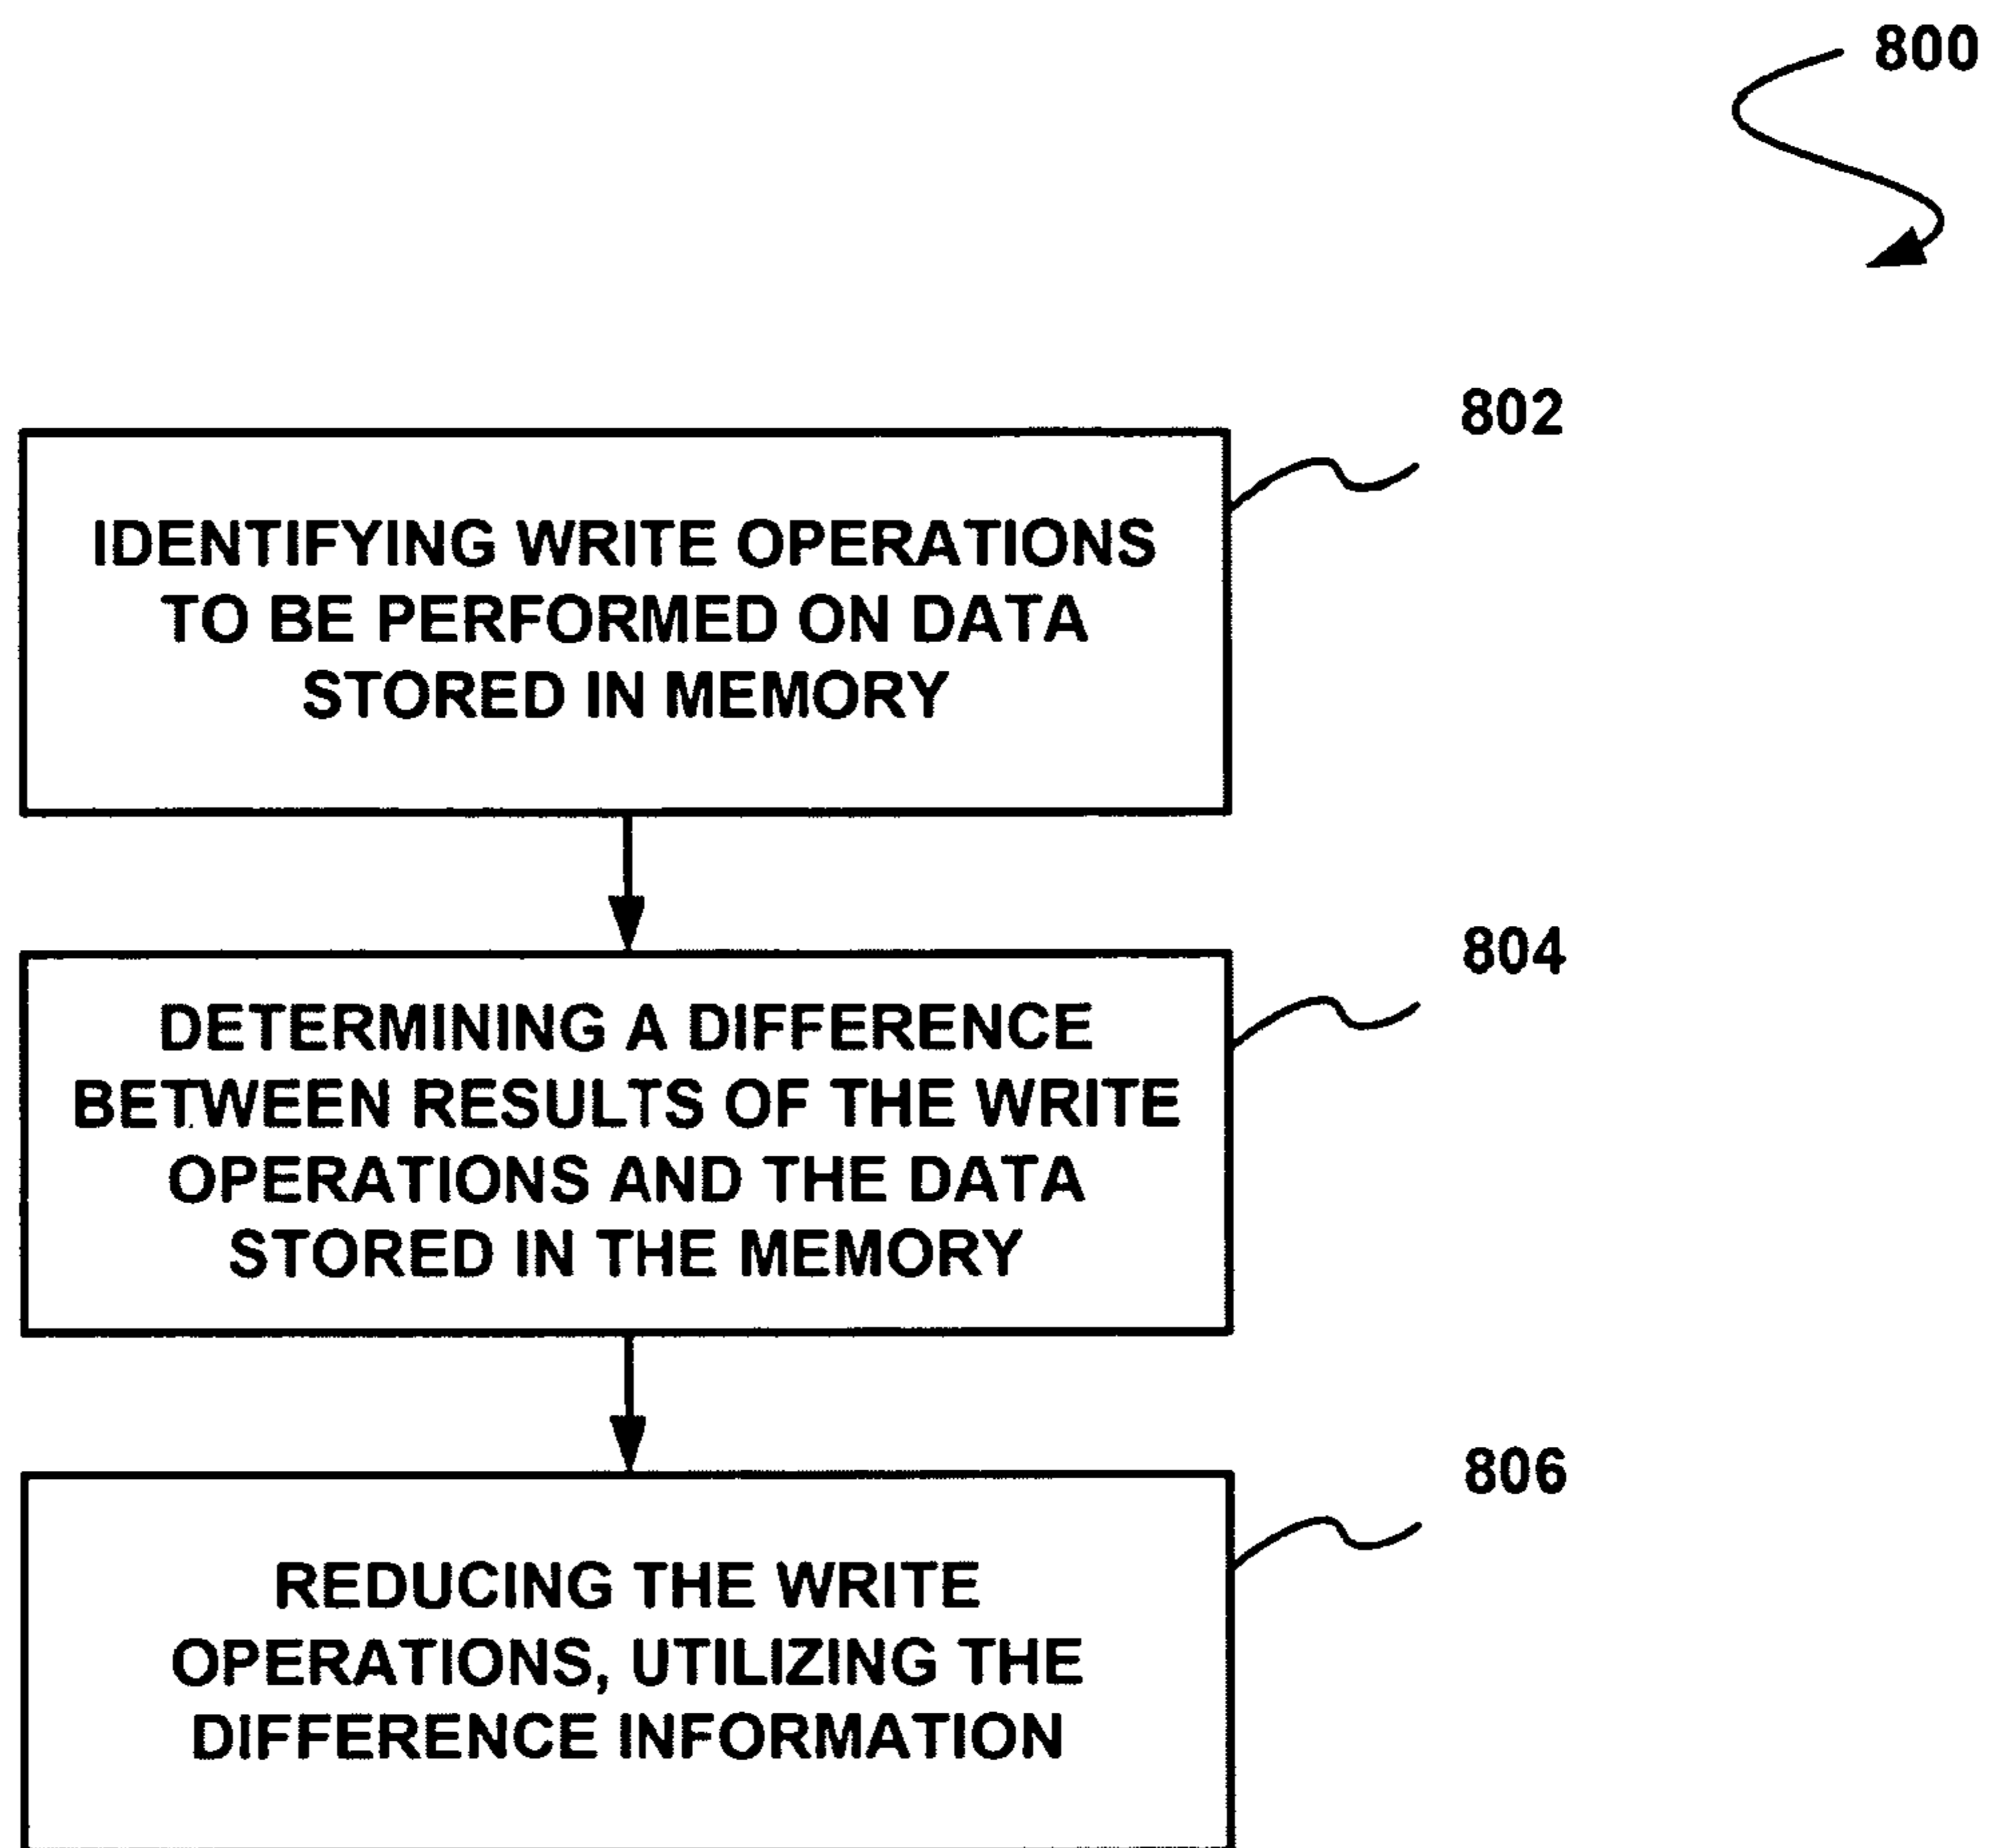 800
802
IDENTIFYING WRITE OPERATIONS
TO BE PERFORMED ON DATA
STORED IN MEMORY
804
DETERMINING A DIFFERENCE
BETWEEN RESULTS OF THE WRITE
OPERATIONS AND THE DATA
STORED IN THE MEMORY
806
REDUCING THE WRITE
OPERATIONS, UTILIZING THE
DIFFERENCE INFORMATION